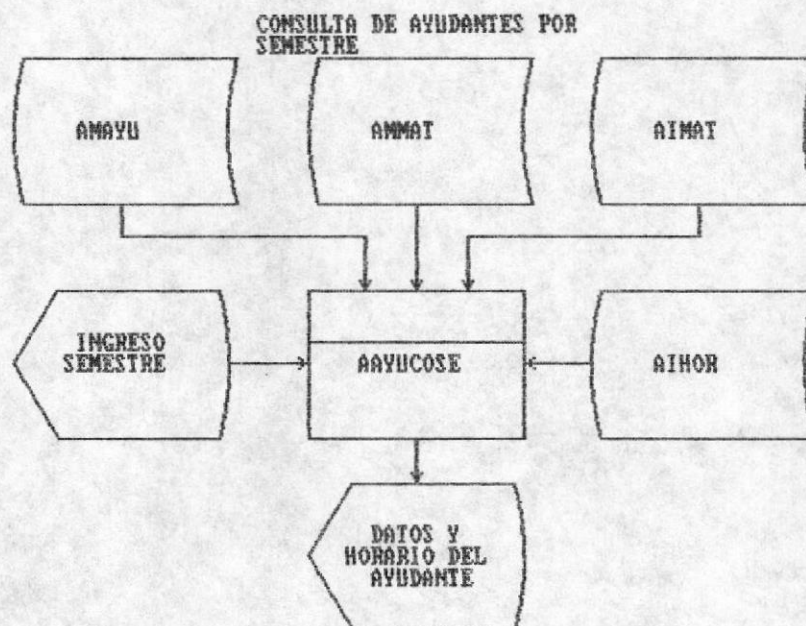 CONSULTA DE AYUDANTES POR
SEMESTRE
AMAYU
AMMAT
AIMAT
INGRESO
SEMESTRE
AAYUCOSE
AIHOR
DATOS Y
HORARIO DEL
AYUDANTE